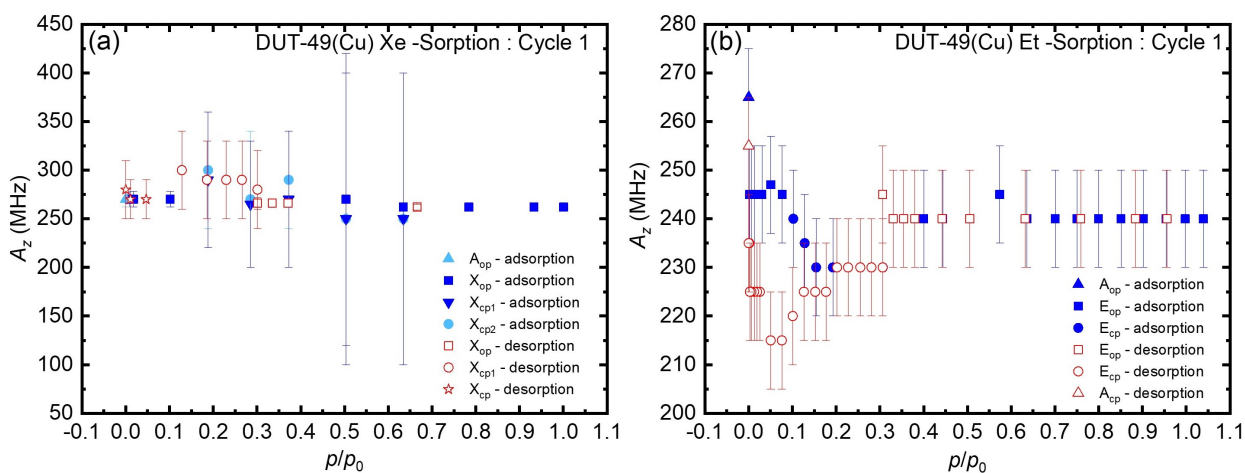 (a) DUT-49(Cu) Xe -Sorption : Cycle 1
A_z (MHz)
450
400
350
300
250
200
150
100
50
A_op - adsorption
X_op - adsorption
X_cp1 - adsorption
X_cp2 - adsorption
X_op - desorption
X_cp1 - desorption
X_cp - desorption
-0.1 0.0 0.1 0.2 0.3 0.4 0.5 0.6 0.7 0.8 0.9 1.0 1.1
p/p_0
(b) DUT-49(Cu) Et -Sorption : Cycle 1
A_z (MHz)
280
270
260
250
240
230
220
210
200
A_op - adsorption
E_op - adsorption
E_cp - adsorption
E_op - desorption
E_cp - desorption
A_cp - desorption
-0.1 0.0 0.1 0.2 0.3 0.4 0.5 0.6 0.7 0.8 0.9 1.0 1.1
p/p_0